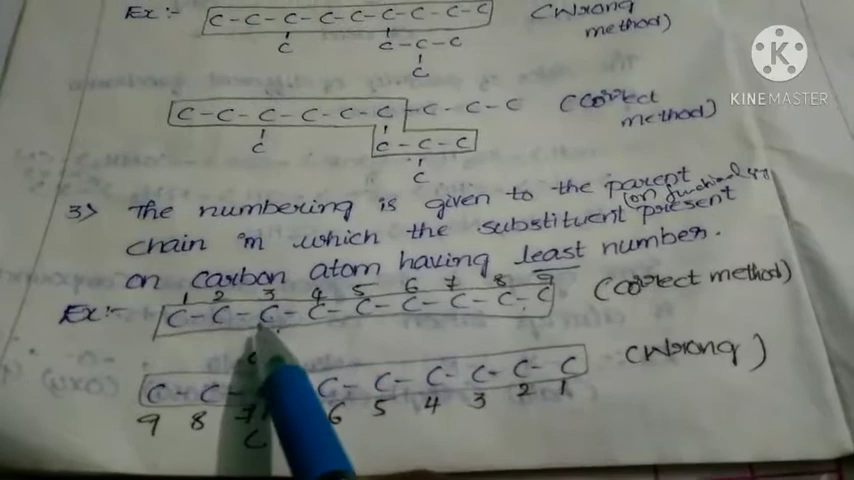 Ex:- C-C-C-C-C-C-C-C-C (Wrong
method)
C
C-C-C
C
C-C-C-C-C-C-C-C-C (Correct
method)
C
C-C-C
C
3) The numbering is given to the parent
(or functional
chain in which the substituent present
on carbon atom having least number.
1 2 3 4 5 6 7 8 9
Ex:- C-C-C-C-C-C-C-C-C (Correct method)
C
C-C- C-C-C-C-C-C (Wrong)
9 8 7 6 5 4 3 2 1
C
K
KINEMASTER